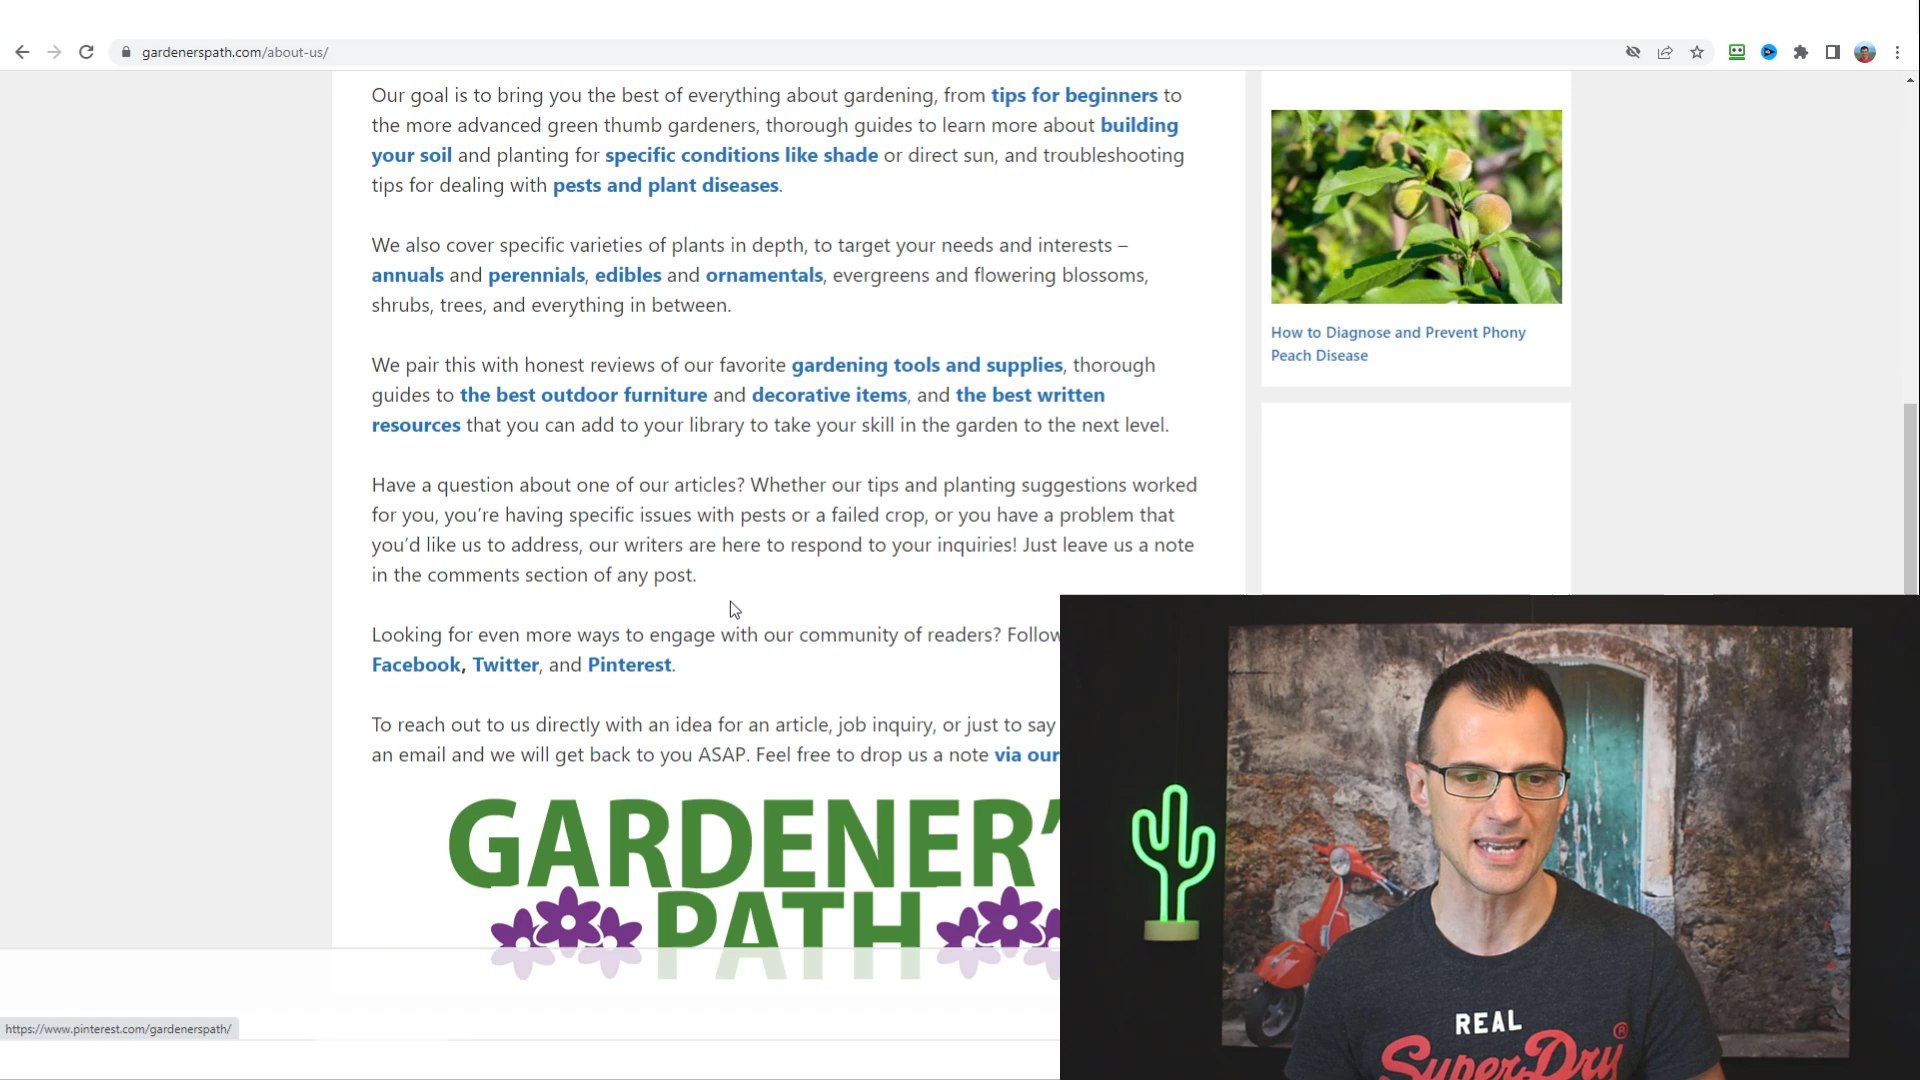 gardenerspath.com/about-us/
Our goal is to bring you the best of everything about gardening, from tips for beginners to
the more advanced green thumb gardeners, thorough guides to learn more about building
your soil and planting for specific conditions like shade or direct sun, and troubleshooting
tips for dealing with pests and plant diseases.
We also cover specific varieties of plants in depth, to target your needs and interests –
annuals and perennials, edibles and ornamentals, evergreens and flowering blossoms,
shrubs, trees, and everything in between.
We pair this with honest reviews of our favorite gardening tools and supplies, thorough
guides to the best outdoor furniture and decorative items, and the best written
resources that you can add to your library to take your skill in the garden to the next level.
Have a question about one of our articles? Whether our tips and planting suggestions worked
for you, you’re having specific issues with pests or a failed crop, or you have a problem that
you’d like us to address, our writers are here to respond to your inquiries! Just leave us a note
in the comments section of any post.
Looking for even more ways to engage with our community of readers? Follow
Facebook, Twitter, and Pinterest.
To reach out to us directly with an idea for an article, job inquiry, or just to say
an email and we will get back to you ASAP. Feel free to drop us a note via our
GARDENER’
PATH
How to Diagnose and Prevent Phony
Peach Disease
https://www.pinterest.com/gardenerspath/
REAL
SuperDry®